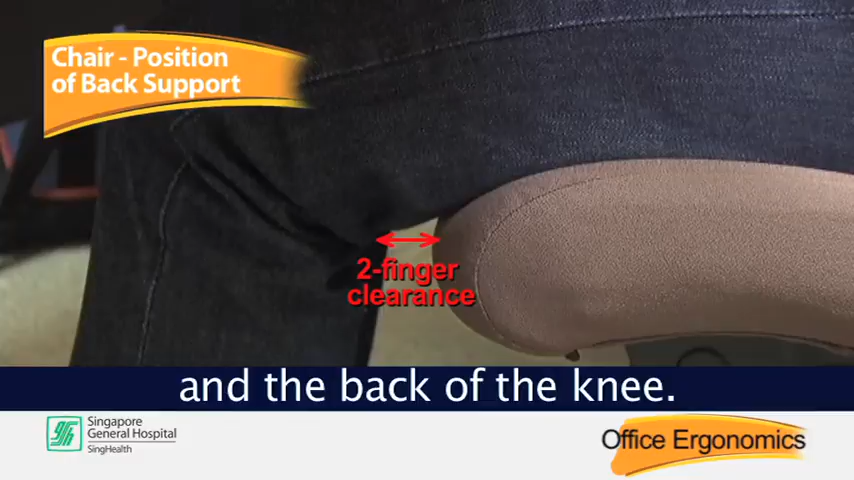 Chair - Position
of Back Support
2-finger
clearance
and the back of the knee.
Singapore
General Hospital
SingHealth
Office Ergonomics